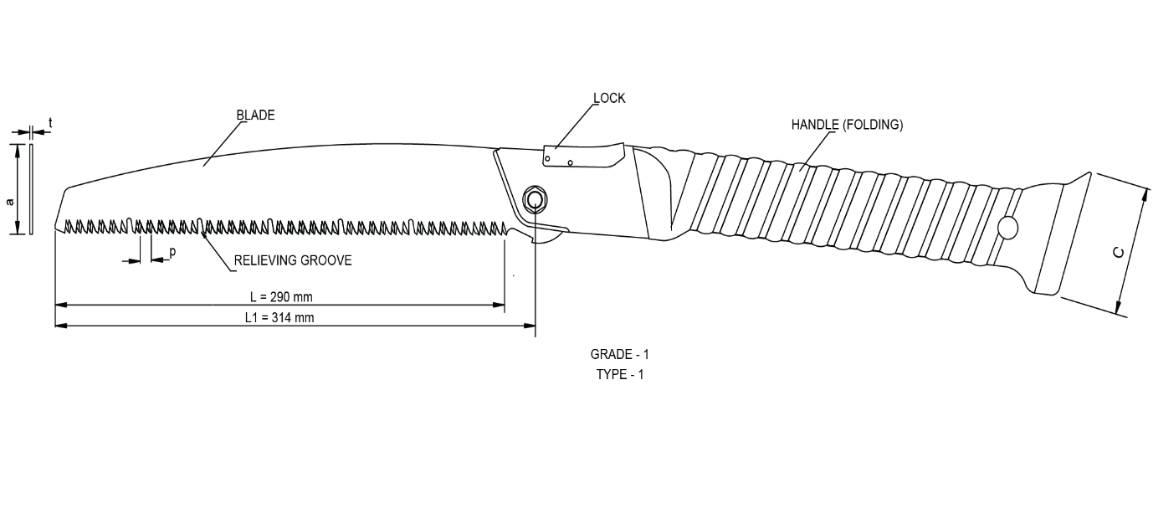 LOCK
t
BLADE
HANDLE (FOLDING)
a
p
RELIEVING GROOVE
C
L = 290 mm
L1 = 314 mm
GRADE - 1
TYPE - 1